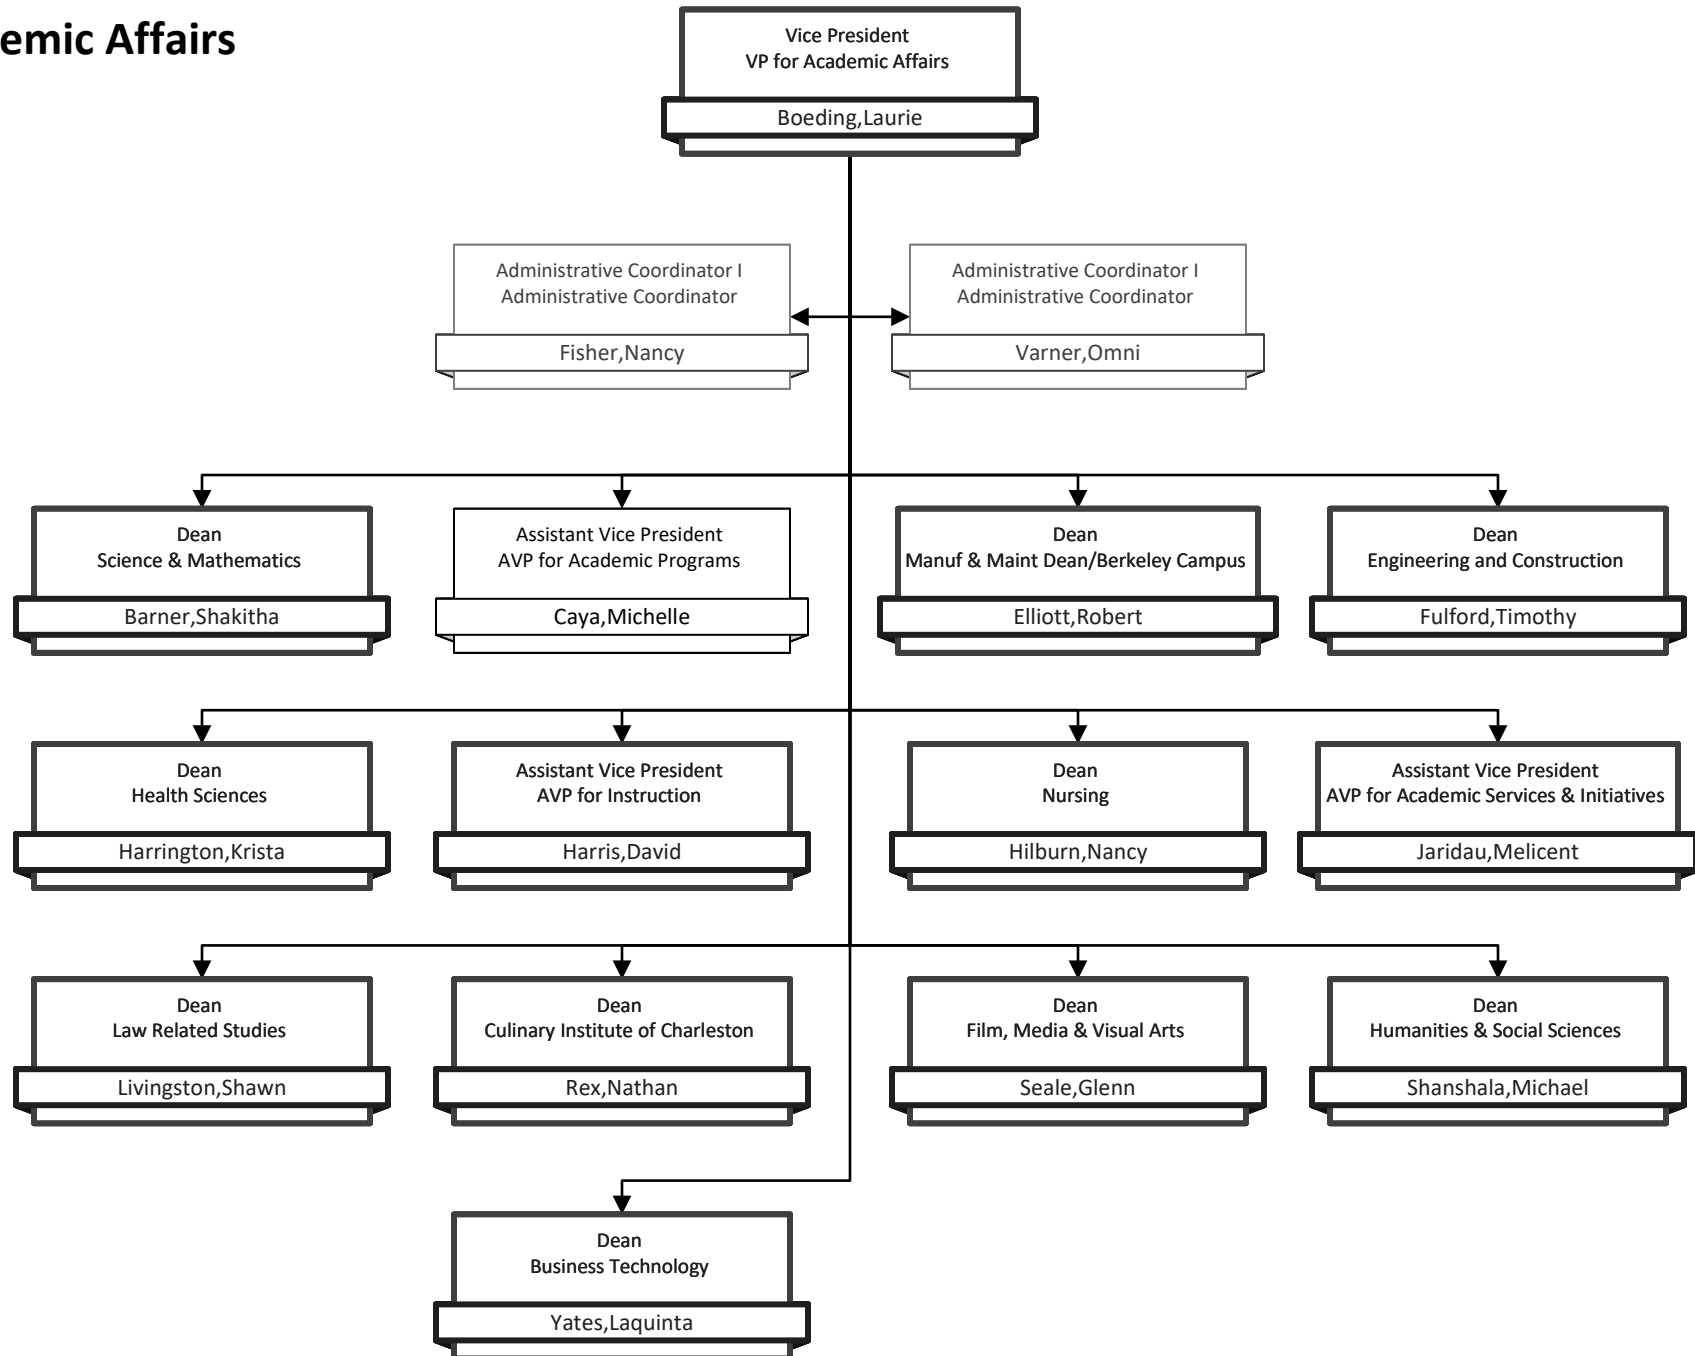 emic Affairs
Vice President
VP for Academic Affairs
Boeding,Laurie
Administrative Coordinator I
Administrative Coordinator
Fisher,Nancy
Administrative Coordinator I
Administrative Coordinator
Varner,Omni
Dean
Science & Mathematics
Barner,Shakitha
Assistant Vice President
AVP for Academic Programs
Caya,Michelle
Dean
Manuf & Maint Dean/Berkeley Campus
Elliott,Robert
Dean
Engineering and Construction
Fulford,Timothy
Dean
Health Sciences
Harrington,Krista
Assistant Vice President
AVP for Instruction
Harris,David
Dean
Nursing
Hilburn,Nancy
Assistant Vice President
AVP for Academic Services & Initiatives
Jaridau,Melicent
Dean
Law Related Studies
Livingston,Shawn
Dean
Culinary Institute of Charleston
Rex,Nathan
Dean
Film, Media & Visual Arts
Seale,Glenn
Dean
Humanities & Social Sciences
Shanshala,Michael
Dean
Business Technology
Yates,Laquinta